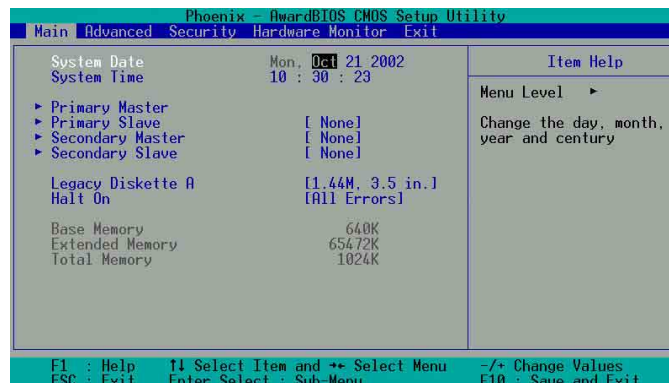 Phoenix - AwardBIOS CMOS Setup Utility
Main Advanced Security Hardware Monitor Exit
System Date Mon, Oct 21 2002
System Time 10 : 30 : 23
Primary Master
Primary Slave [ None]
Secondary Master [ None]
Secondary Slave [ None]
Legacy Diskette A [1.44M, 3.5 in.]
Halt On [All Errors]
Base Memory 640K
Extended Memory 65472K
Total Memory 1024K
Item Help
Menu Level ►
Change the day, month,
year and century
F1 : Help ↑↓ Select Item and →← Select Menu -/+ Change Values
ESC : Exit Enter Select : Sub-Menu F10 : Save and Exit